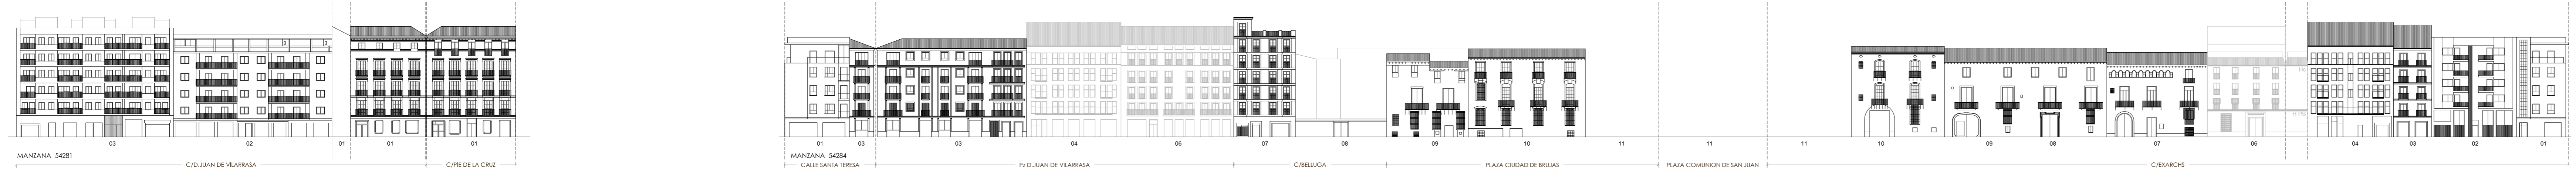 03 02 01 01 01
MANZANA 54281
C/D.JUAN DE VILARRASA C/PIE DE LA CRUZ
01 03 03 04 06 07 08 09 10 11 11 11 10 09 08 07 06 04 03 02 01
MANZANA 54284
CALLE SANTA TERESA Pz D.JUAN DE VILARRASA C/BELLUGA PLAZA CIUDAD DE BRUJAS PLAZA COMUNION DE SAN JUAN C/EXARCHS